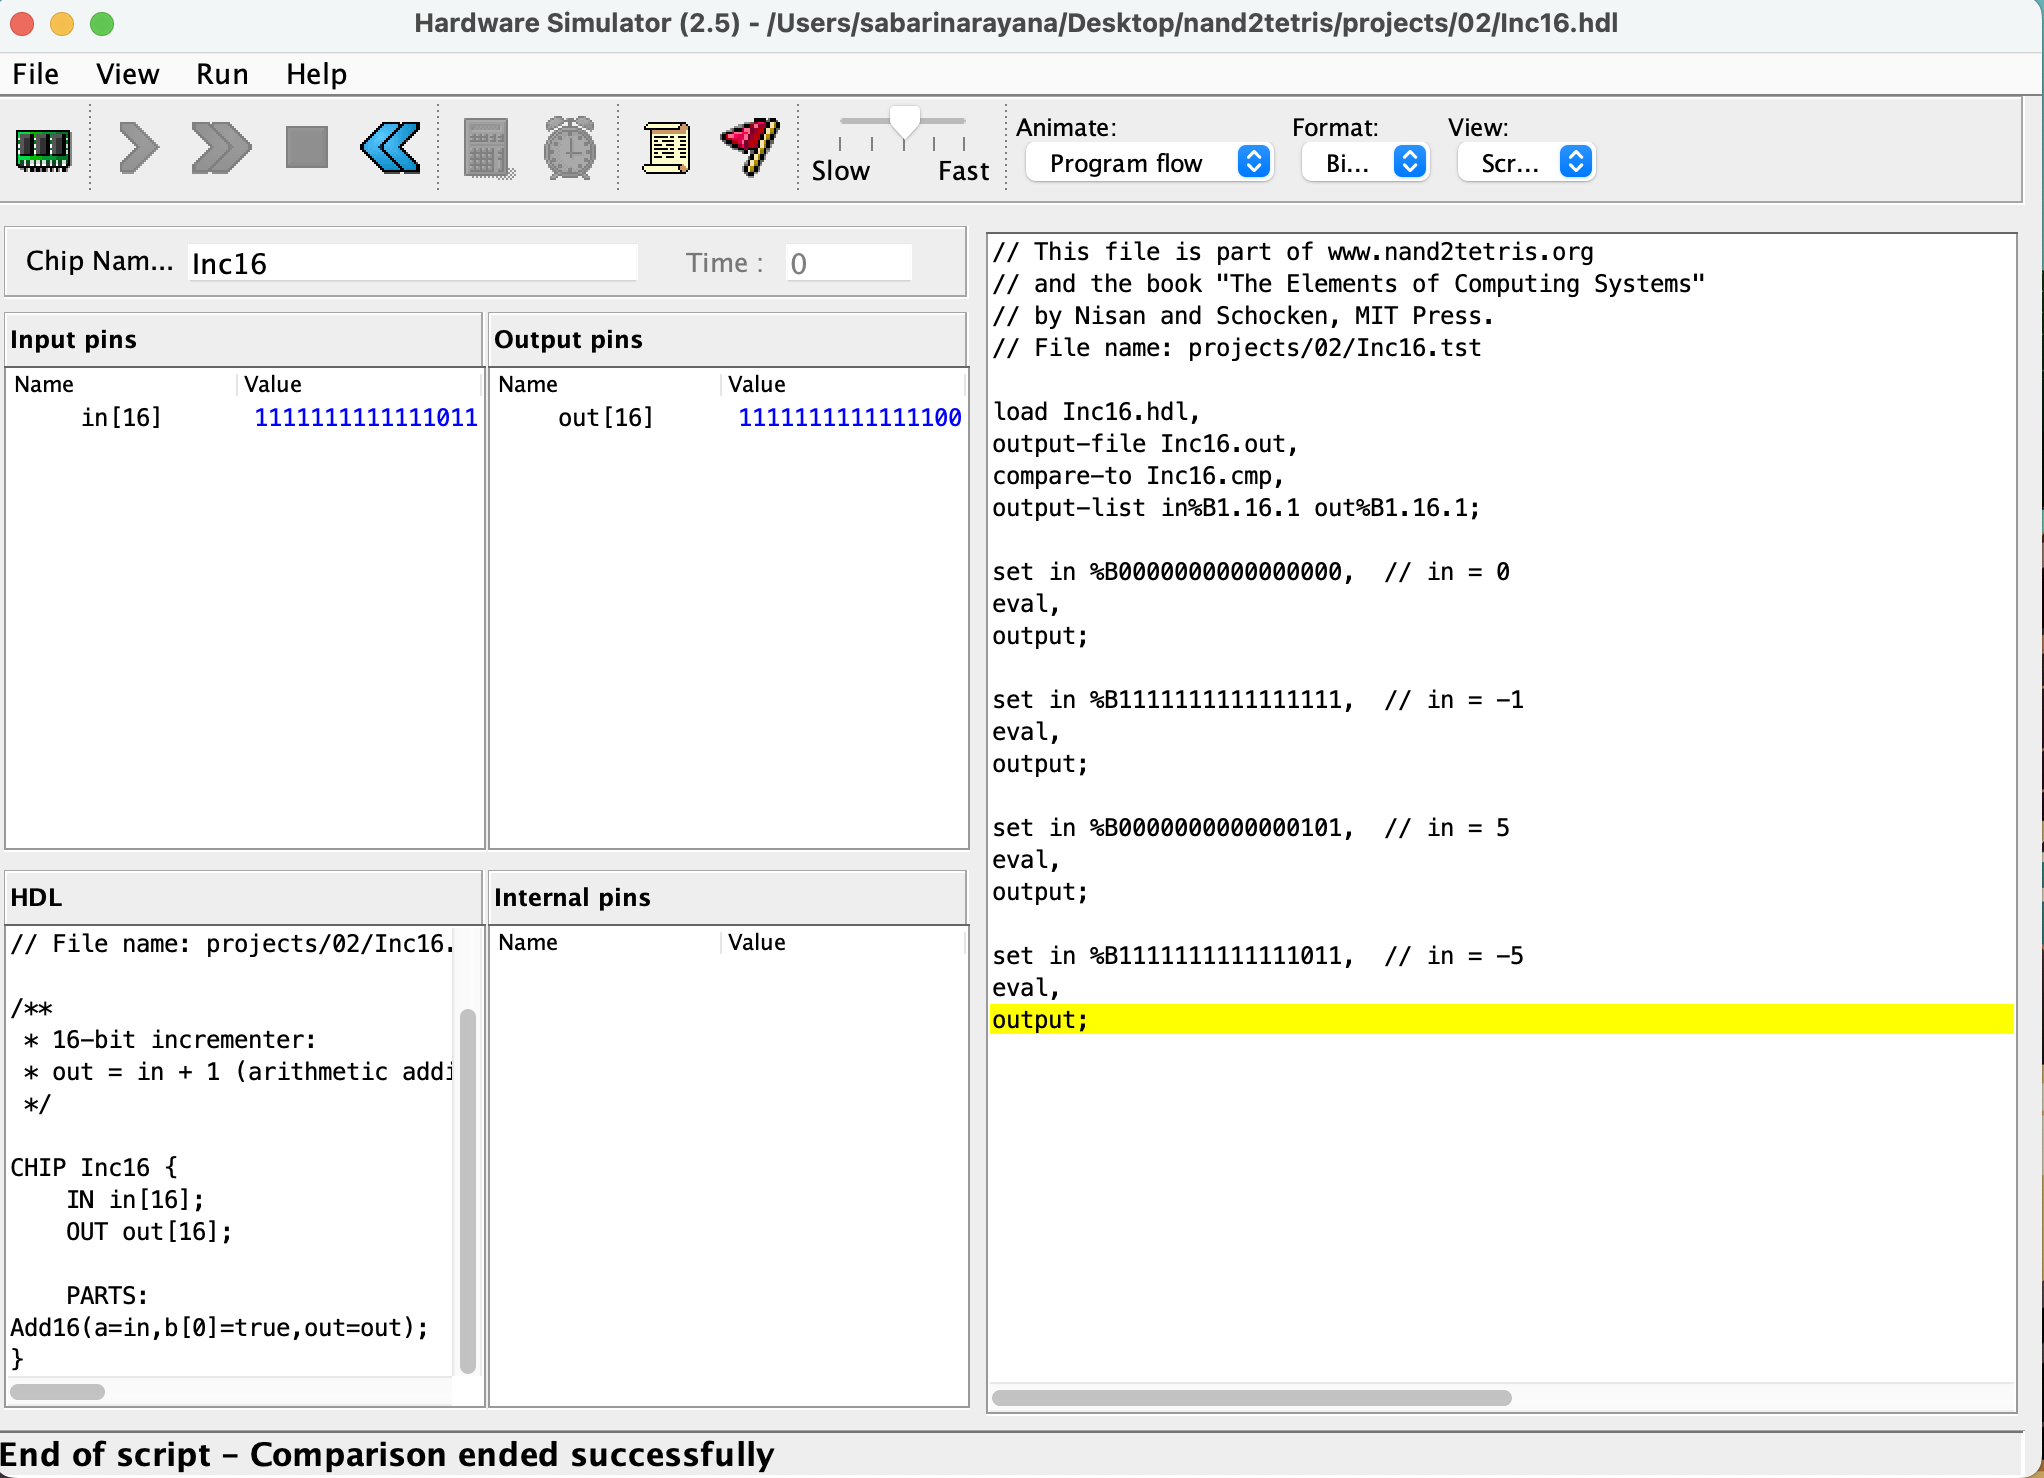 Hardware Simulator (2.5) - /Users/sabarinarayana/Desktop/nand2tetris/projects/02/Inc16.hdl
File View Run Help
Slow Fast
Animate: Format: View:
Program flow Bi... Scr...
Chip Nam... Inc16 Time : 0
Input pins
Name Value
in[16] 1111111111111011
Output pins
Name Value
out[16] 1111111111111100
HDL
// File name: projects/02/Inc16.
/**
* 16-bit incrementer:
* out = in + 1 (arithmetic addi
*/
CHIP Inc16 {
IN in[16];
OUT out[16];
PARTS:
Add16(a=in,b[0]=true,out=out);
}
Internal pins
Name Value
// This file is part of www.nand2tetris.org
// and the book "The Elements of Computing Systems"
// by Nisan and Schocken, MIT Press.
// File name: projects/02/Inc16.tst
load Inc16.hdl,
output-file Inc16.out,
compare-to Inc16.cmp,
output-list in%B1.16.1 out%B1.16.1;
set in %B0000000000000000, // in = 0
eval,
output;
set in %B1111111111111111, // in = -1
eval,
output;
set in %B0000000000000101, // in = 5
eval,
output;
set in %B1111111111111011, // in = -5
eval,
output;
End of script - Comparison ended successfully